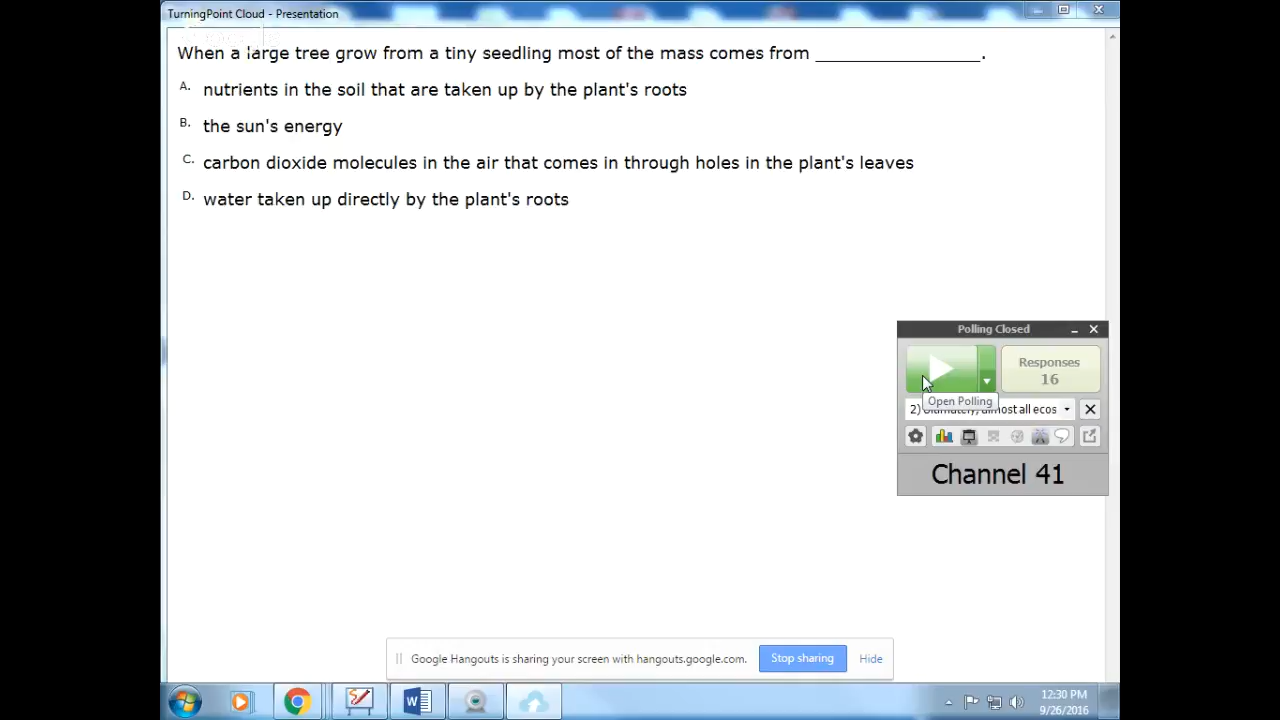 TurningPoint Cloud - Presentation
When a large tree grow from a tiny seedling most of the mass comes from ________________.
A. nutrients in the soil that are taken up by the plant's roots
B. the sun's energy
C. carbon dioxide molecules in the air that comes in through holes in the plant's leaves
D. water taken up directly by the plant's roots
Polling Closed
Responses
16
Open Polling
2) Ultimately, almost all ecos
Channel 41
Google Hangouts is sharing your screen with hangouts.google.com.
Stop sharing
Hide
12:30 PM
9/26/2016